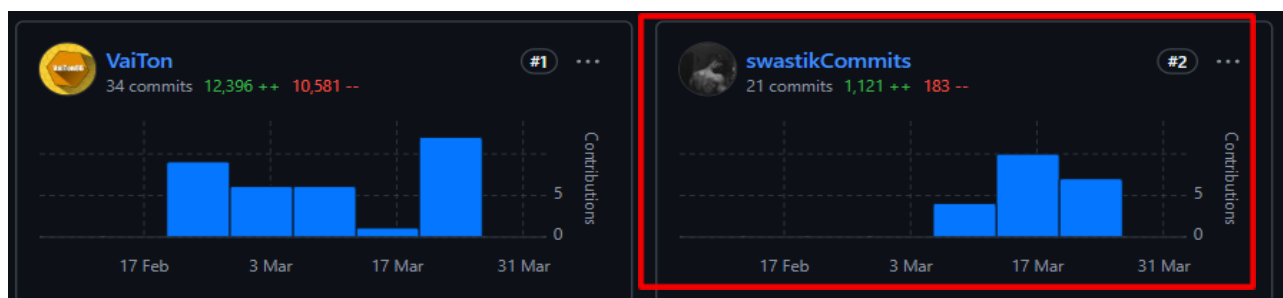 VaiTon
#1 ...
34 commits 12,396 ++ 10,581 --
Contributions
5
0
17 Feb 3 Mar 17 Mar 31 Mar
swastikCommits
#2 ...
21 commits 1,121 ++ 183 --
Contributions
5
0
17 Feb 3 Mar 17 Mar 31 Mar